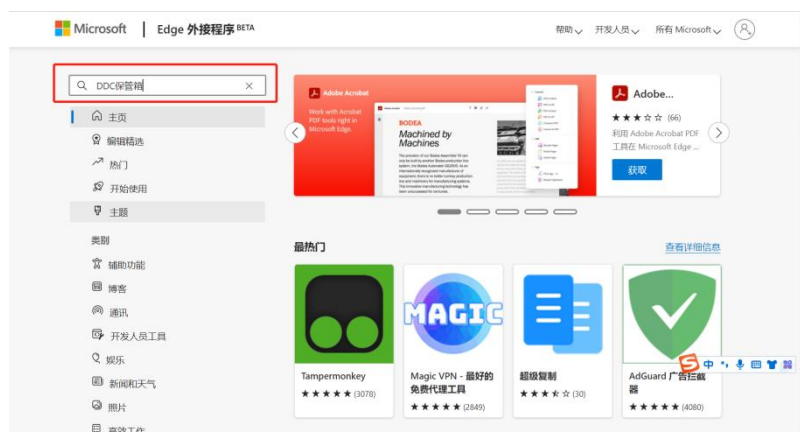 Microsoft | Edge 外接程序 BETA
帮助 开发人员 所有 Microsoft
DDC保管箱
主页
编辑精选
热门
开始使用
主题
类别
辅助功能
博客
通讯
开发人员工具
娱乐
新闻和天气
照片
高效工作
Adobe Acrobat
Work with Acrobat
PDF tools right in
Microsoft Edge.
BODEA
Machined by
Machines
Adobe...
(66)
利用 Adobe Acrobat PDF
工具在 Microsoft Edge ...
获取
最热门
查看详细信息
MAGIC
Tampermonkey
(3078)
Magic VPN - 最好的
免费代理工具
(2849)
超级复制
(30)
AdGuard 广告拦截
器
(4080)
中